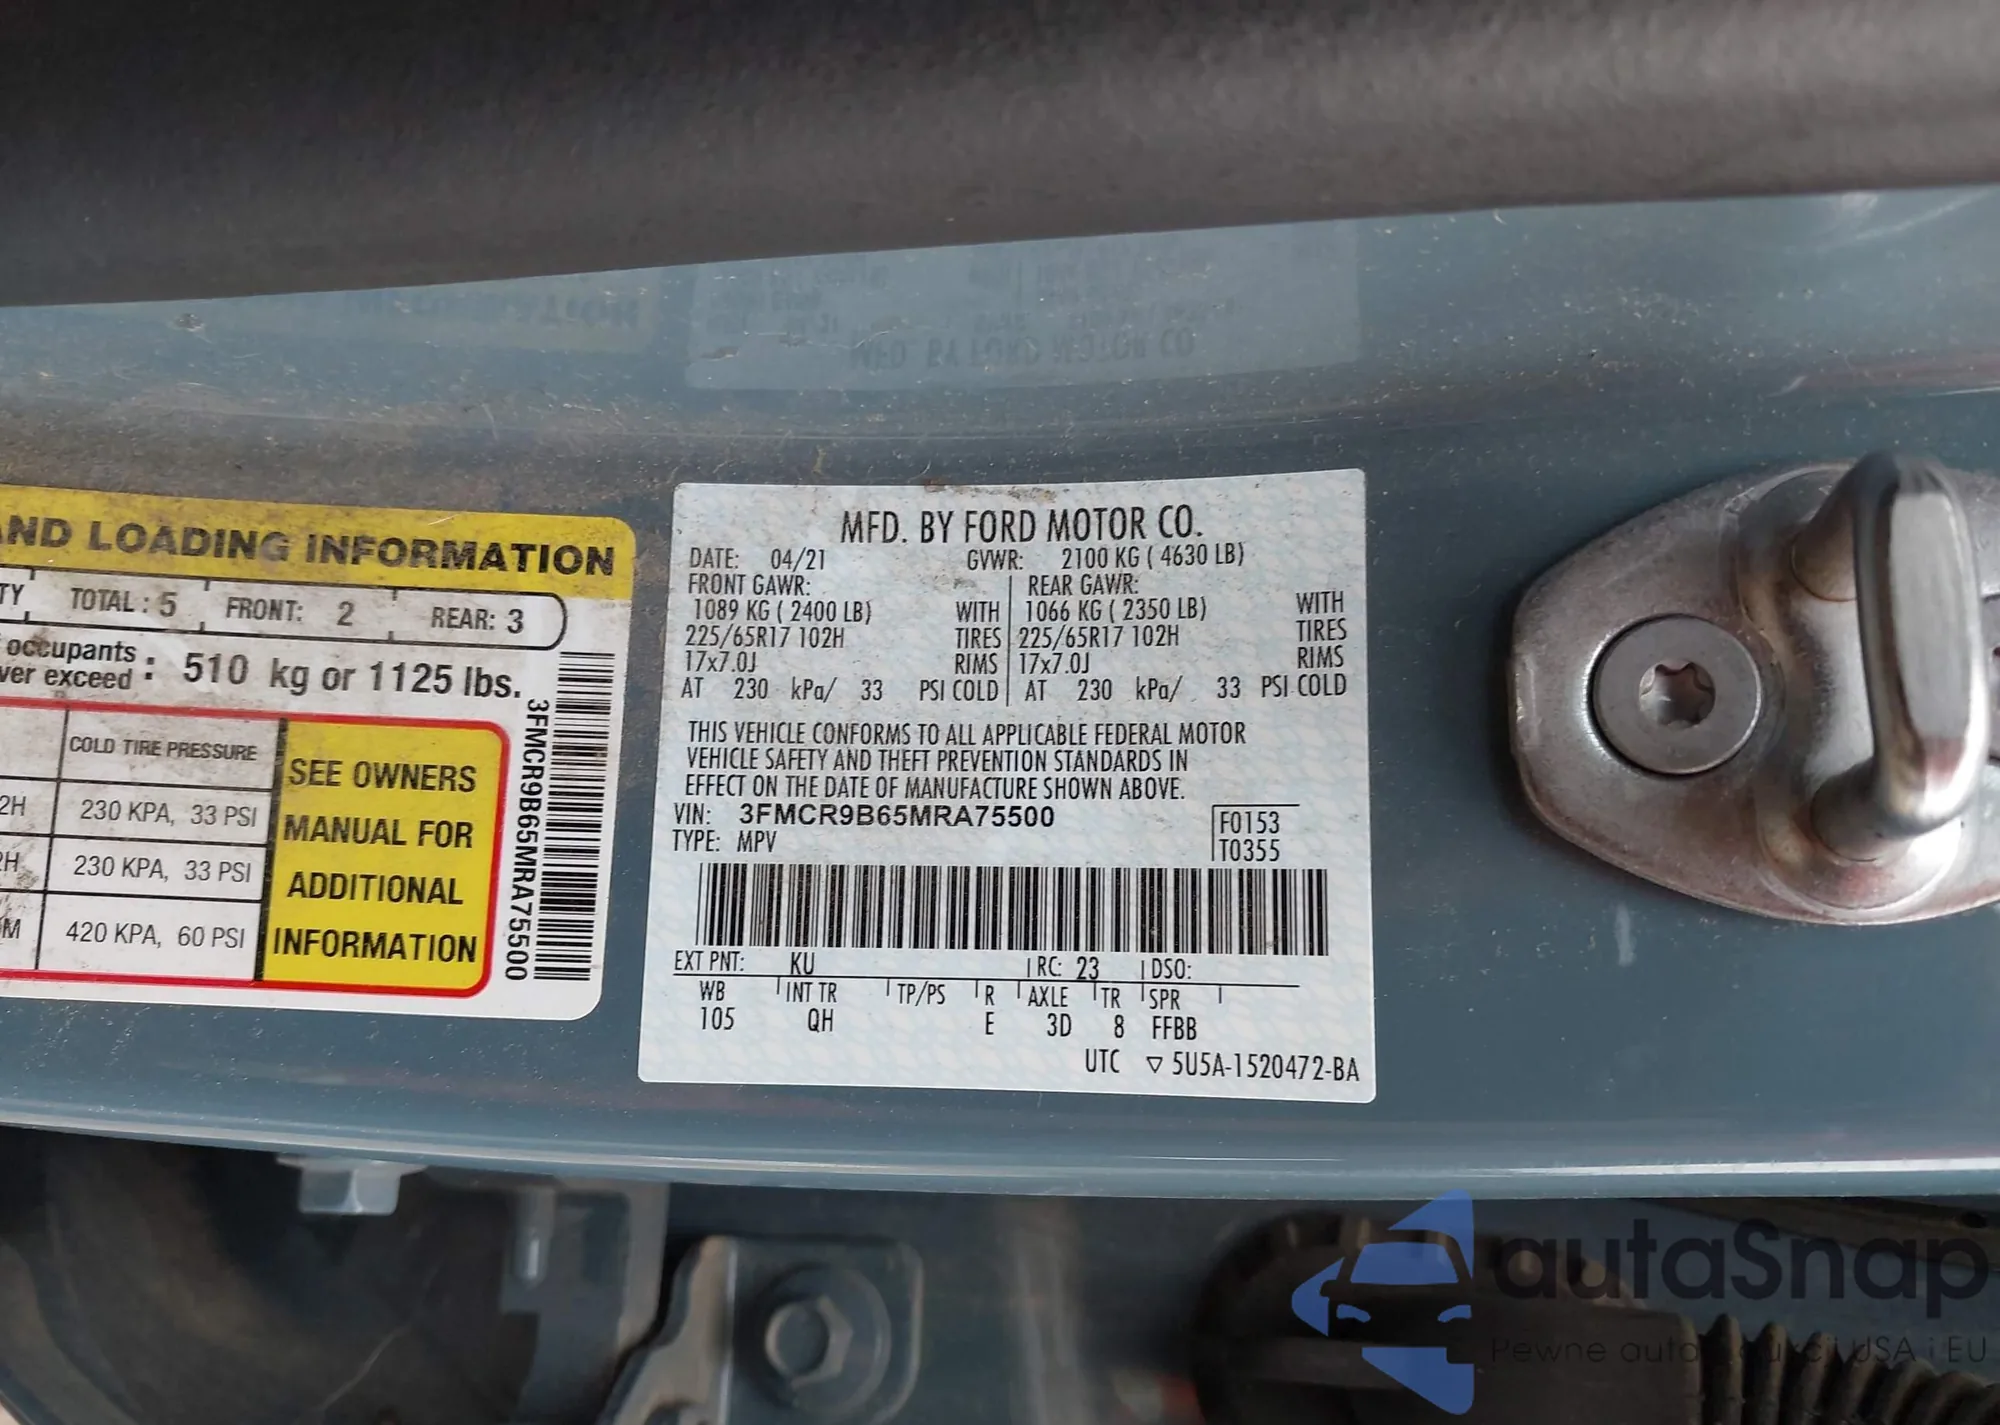 AND LOADING INFORMATION
TOTAL : 5 FRONT: 2 REAR: 3
occupants
ver exceed : 510 kg or 1125 lbs.
COLD TIRE PRESSURE
2H 230 KPA, 33 PSI
2H 230 KPA, 33 PSI
M 420 KPA, 60 PSI
SEE OWNERS
MANUAL FOR
ADDITIONAL
INFORMATION
3FMCR9B65MRA75500
MFD. BY FORD MOTOR CO.
DATE: 04/21 GVWR: 2100 KG ( 4630 LB)
FRONT GAWR: REAR GAWR:
1089 KG ( 2400 LB) WITH 1066 KG ( 2350 LB) WITH
225/65R17 102H TIRES 225/65R17 102H TIRES
17x7.0J RIMS 17x7.0J RIMS
AT 230 kPa/ 33 PSI COLD AT 230 kPa/ 33 PSI COLD
THIS VEHICLE CONFORMS TO ALL APPLICABLE FEDERAL MOTOR
VEHICLE SAFETY AND THEFT PREVENTION STANDARDS IN
EFFECT ON THE DATE OF MANUFACTURE SHOWN ABOVE.
VIN: 3FMCR9B65MRA75500 F0153
TYPE: MPV T0355
EXT PNT: KU RC: 23 DSO:
WB INT TR TP/PS R AXLE TR SPR
105 QH E 3D 8 FFBB
UTC ▽ 5U5A-1520472-BA
autaSnap
Pewne auta z aukcji USA i EU